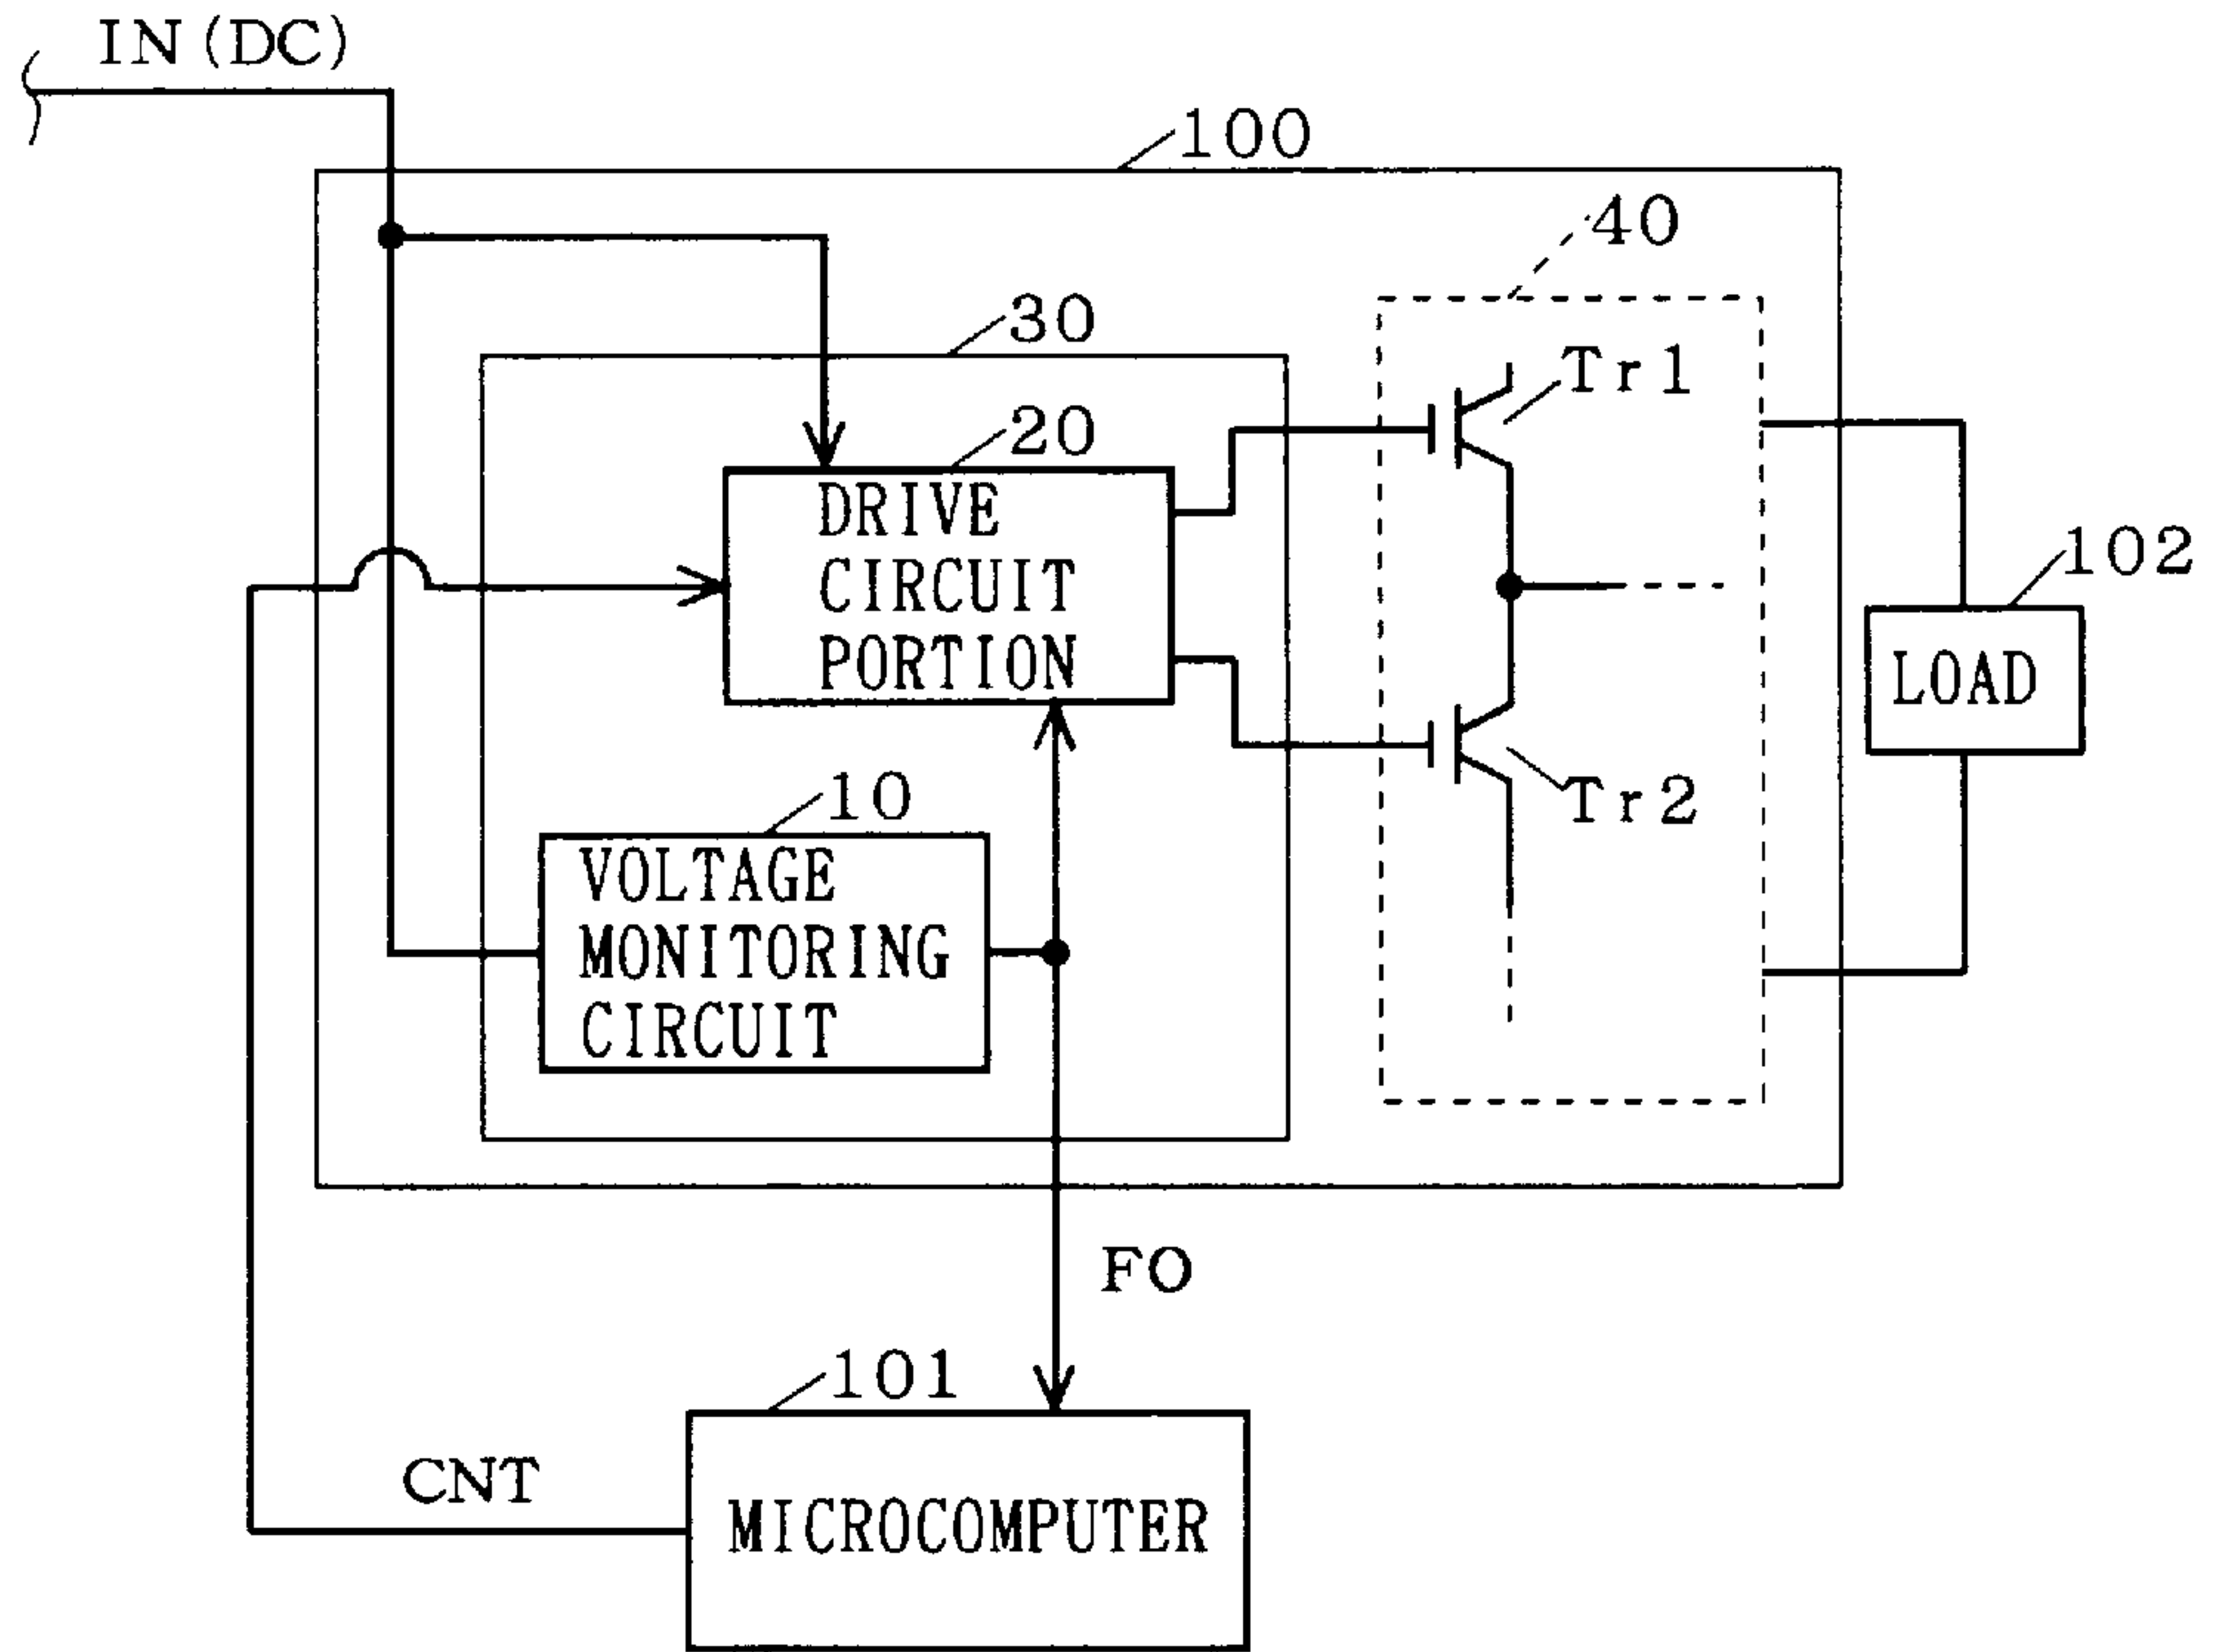 IN(DC)
100
40
30
Tr1
20
DRIVE
CIRCUIT
PORTION
102
LOAD
10
Tr2
VOLTAGE
MONITORING
CIRCUIT
FO
101
CNT
MICROCOMPUTER